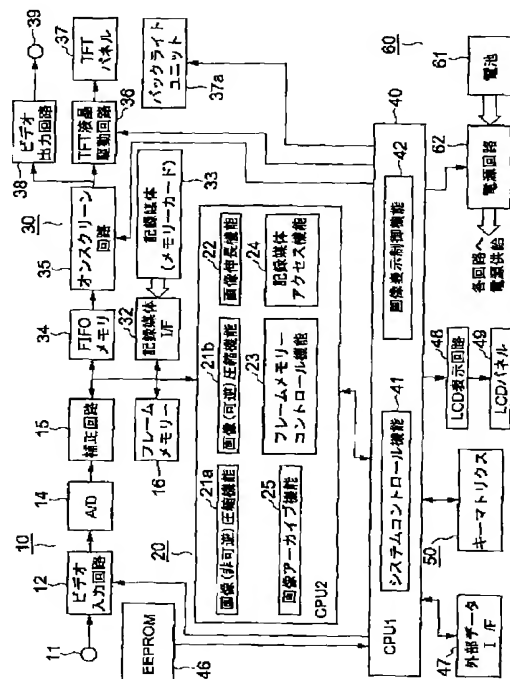 10
11
12
ビデオ
入力回路
14
A/D
15
補正回路
34
FIFO
メモリ
30
35
オンスクリーン
回路
38
ビデオ
出力回路
39
36
TFT液晶
駆動回路
37
TFT
パネル
バックライト
ユニット
37a
16
フレーム
メモリー
32
記録媒体
I/F
記録媒体
(メモリーカード)
33
46
EEPROM
20
21a
画像(非可逆)圧縮機能
21b
画像(可逆)圧縮機能
22
画像伸長機能
25
画像アーカイブ機能
23
フレームメモリー
コントロール機能
24
記録媒体
アクセス機能
CPU2
40
CPU1
41
システムコントロール機能
42
画像表示制御機能
47
外部データ
I/F
50
キーマトリクス
48
LCD表示回路
49
LCDパネル
60
各回路へ
電源供給
62
電源回路
61
電池